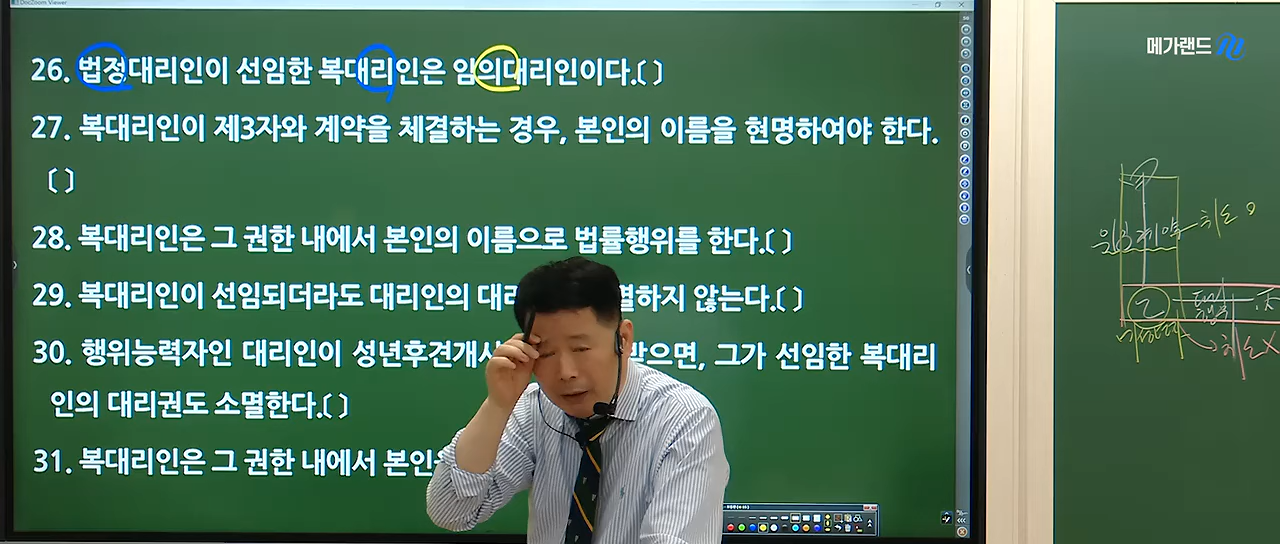 DocZoom Viewer
메가랜드
26. 법정대리인이 선임한 복대리인은 임의대리인이다.( )
27. 복대리인이 제3자와 계약을 체결하는 경우, 본인의 이름을 현명하여야 한다.
( )
28. 복대리인은 그 권한 내에서 본인의 이름으로 법률행위를 한다.( )
29. 복대리인이 선임되더라도 대리인의 대리 하지 않는다.( )
30. 행위능력자인 대리인이 성년후견개시 받으면, 그가 선임한 복대리
인의 대리권도 소멸한다.( )
31. 복대리인은 그 권한 내에서 본인